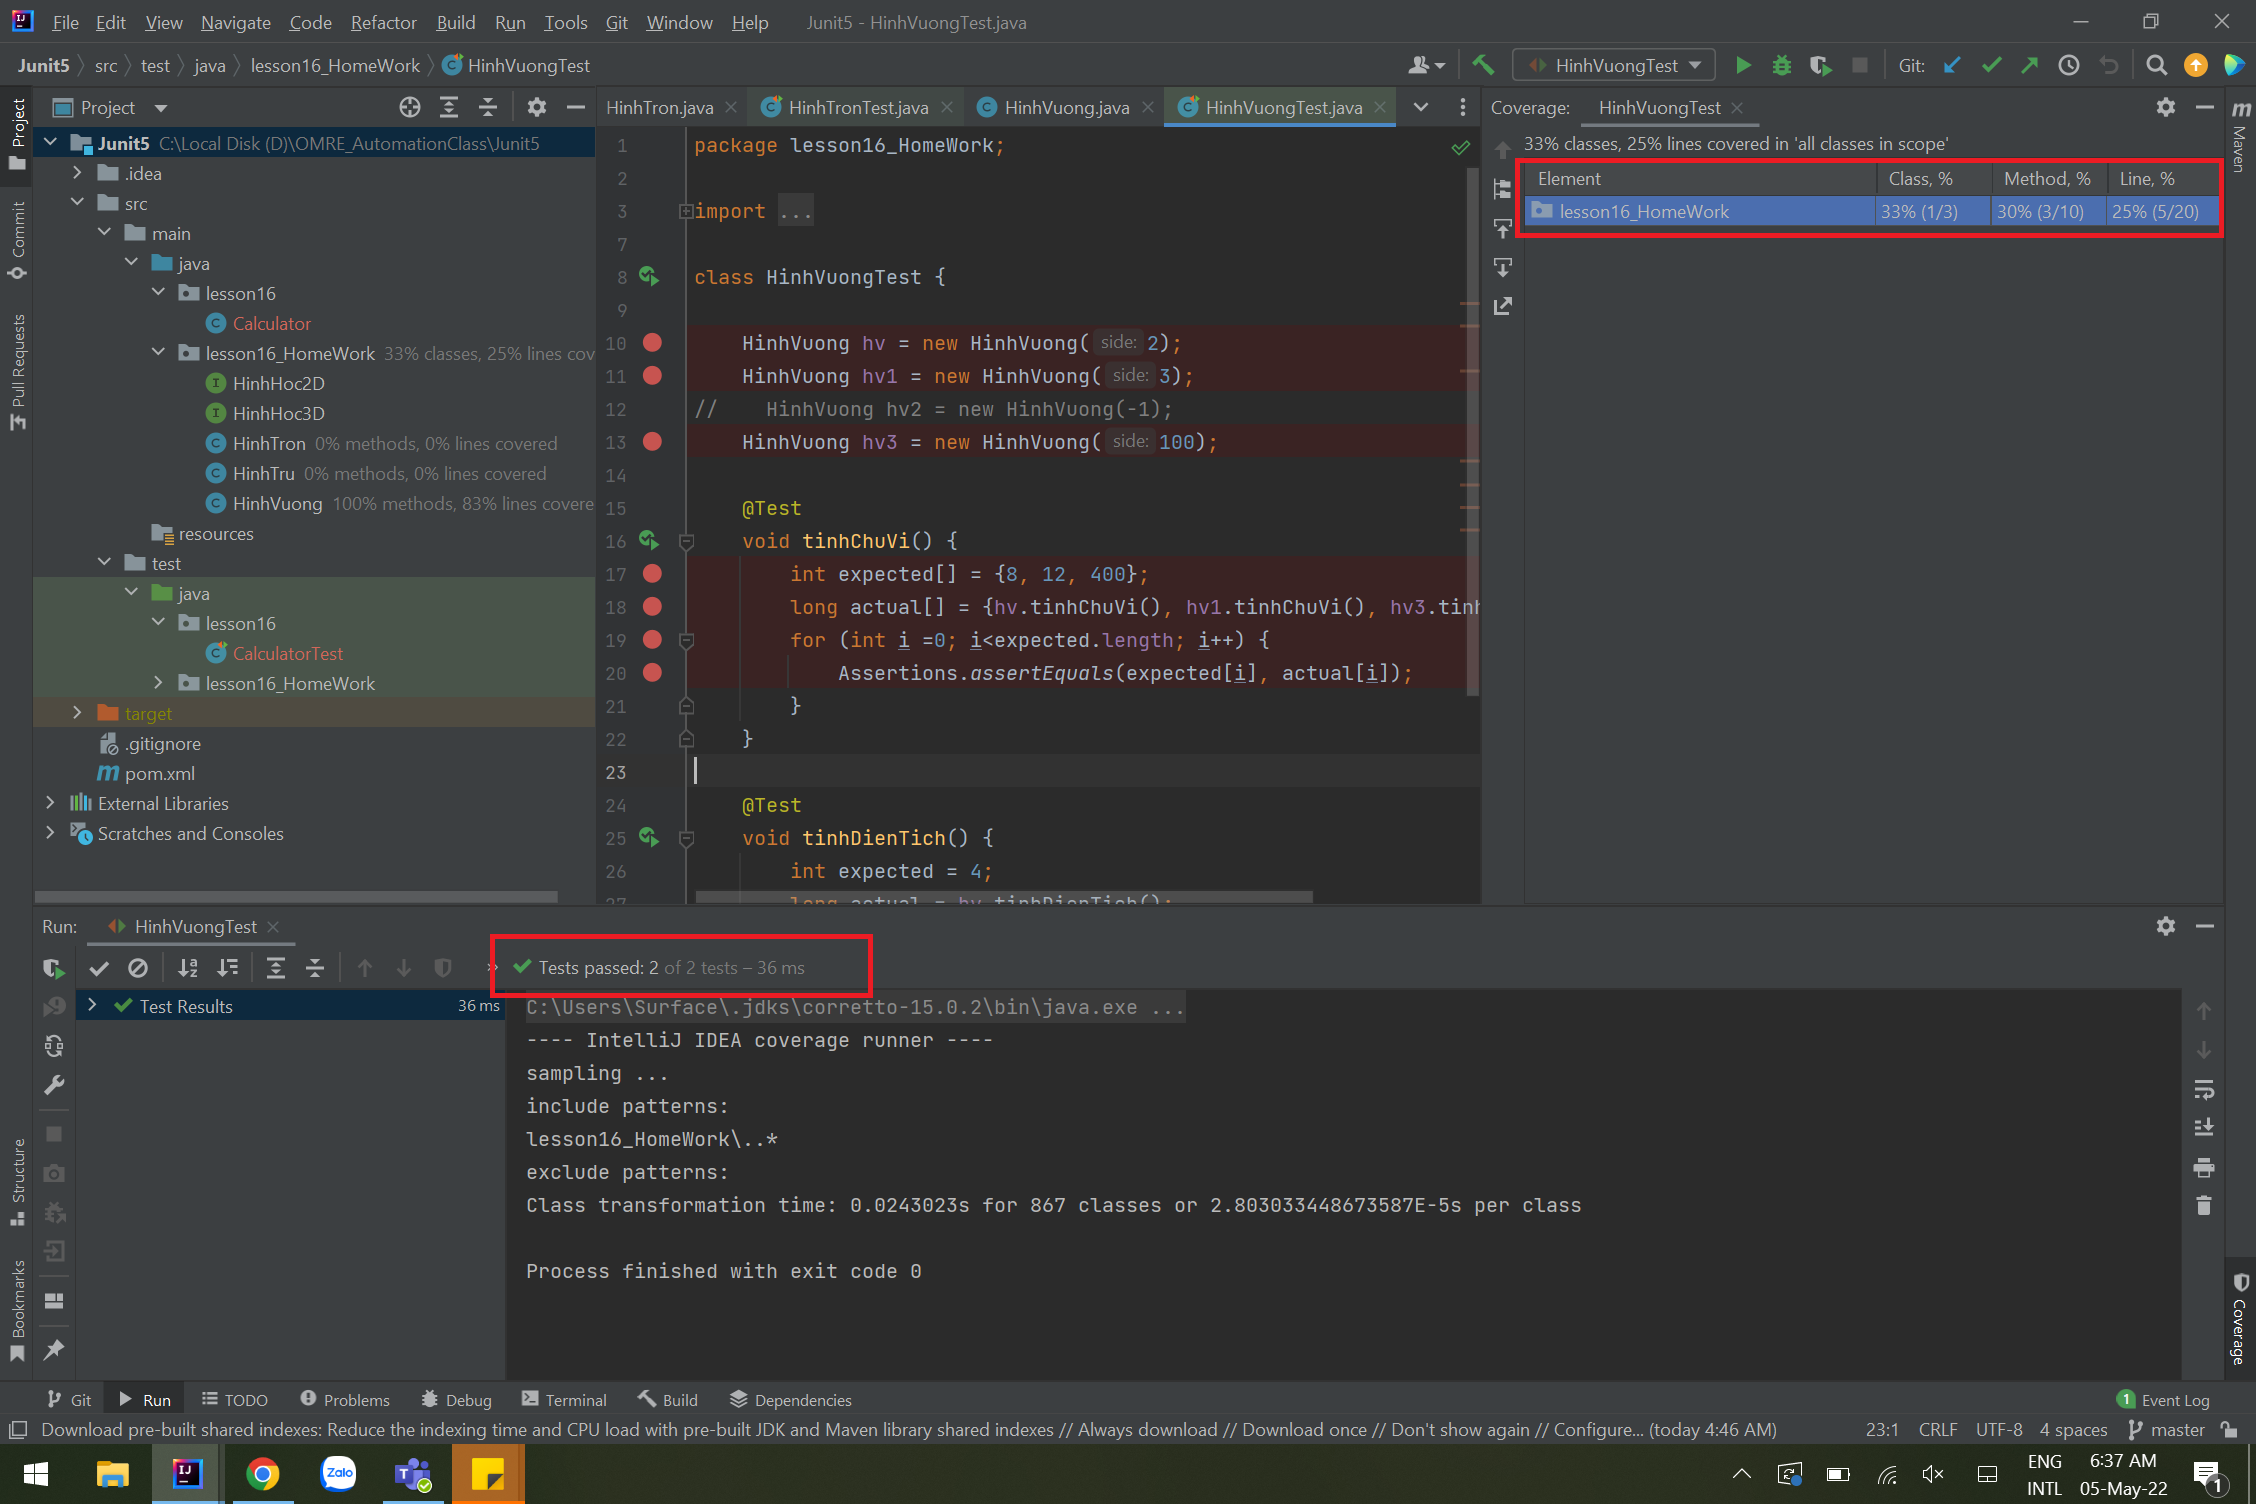 File Edit View Navigate Code Refactor Build Run Tools Git Window Help Junit5 - HinhVuongTest.java
Junit5 src test java lesson16_HomeWork HinhVuongTest
HinhVuongTest Git:
Project
HinhTron.java HinhTronTest.java HinhVuong.java HinhVuongTest.java
Coverage: HinhVuongTest
33% classes, 25% lines covered in 'all classes in scope'
Element Class, % Method, % Line, %
lesson16_HomeWork 33% (1/3) 30% (3/10) 25% (5/20)
Project
Commit
Pull Requests
Maven
Junit5 C:\Local Disk (D)\OMRE_AutomationClass\Junit5
.idea
src
main
java
lesson16
Calculator
lesson16_HomeWork 33% classes, 25% lines cov
HinhHoc2D
HinhHoc3D
HinhTron 0% methods, 0% lines covered
HinhTru 0% methods, 0% lines covered
HinhVuong 100% methods, 83% lines covere
resources
test
java
lesson16
CalculatorTest
lesson16_HomeWork
target
.gitignore
pom.xml
External Libraries
Scratches and Consoles
1 package lesson16_HomeWork;
2
3 import ...
7
8 class HinhVuongTest {
9
10 HinhVuong hv = new HinhVuong( side: 2);
11 HinhVuong hv1 = new HinhVuong( side: 3);
12 // HinhVuong hv2 = new HinhVuong(-1);
13 HinhVuong hv3 = new HinhVuong( side: 100);
14
15 @Test
16 void tinhChuVi() {
17 int expected[] = {8, 12, 400};
18 long actual[] = {hv.tinhChuVi(), hv1.tinhChuVi(), hv3.tinh
19 for (int i =0; i<expected.length; i++) {
20 Assertions.assertEquals(expected[i], actual[i]);
21 }
22 }
23
24 @Test
25 void tinhDienTich() {
26 int expected = 4;
27 long actual = hv.tinhDienTich();
Run: HinhVuongTest
» Tests passed: 2 of 2 tests – 36 ms
Test Results 36 ms
C:\Users\Surface\.jdks\corretto-15.0.2\bin\java.exe ...
---- IntelliJ IDEA coverage runner ----
sampling ...
include patterns:
lesson16_HomeWork\..*
exclude patterns:
Class transformation time: 0.0243023s for 867 classes or 2.803033448673587E-5s per class
Process finished with exit code 0
Structure
Bookmarks
Coverage
Git Run TODO Problems Debug Terminal Build Dependencies 1 Event Log
Download pre-built shared indexes: Reduce the indexing time and CPU load with pre-built JDK and Maven library shared indexes // Always download // Download once // Don't show again // Configure... (today 4:46 AM) 23:1 CRLF UTF-8 4 spaces master
Zalo
ENG 6:37 AM
INTL 05-May-22 1